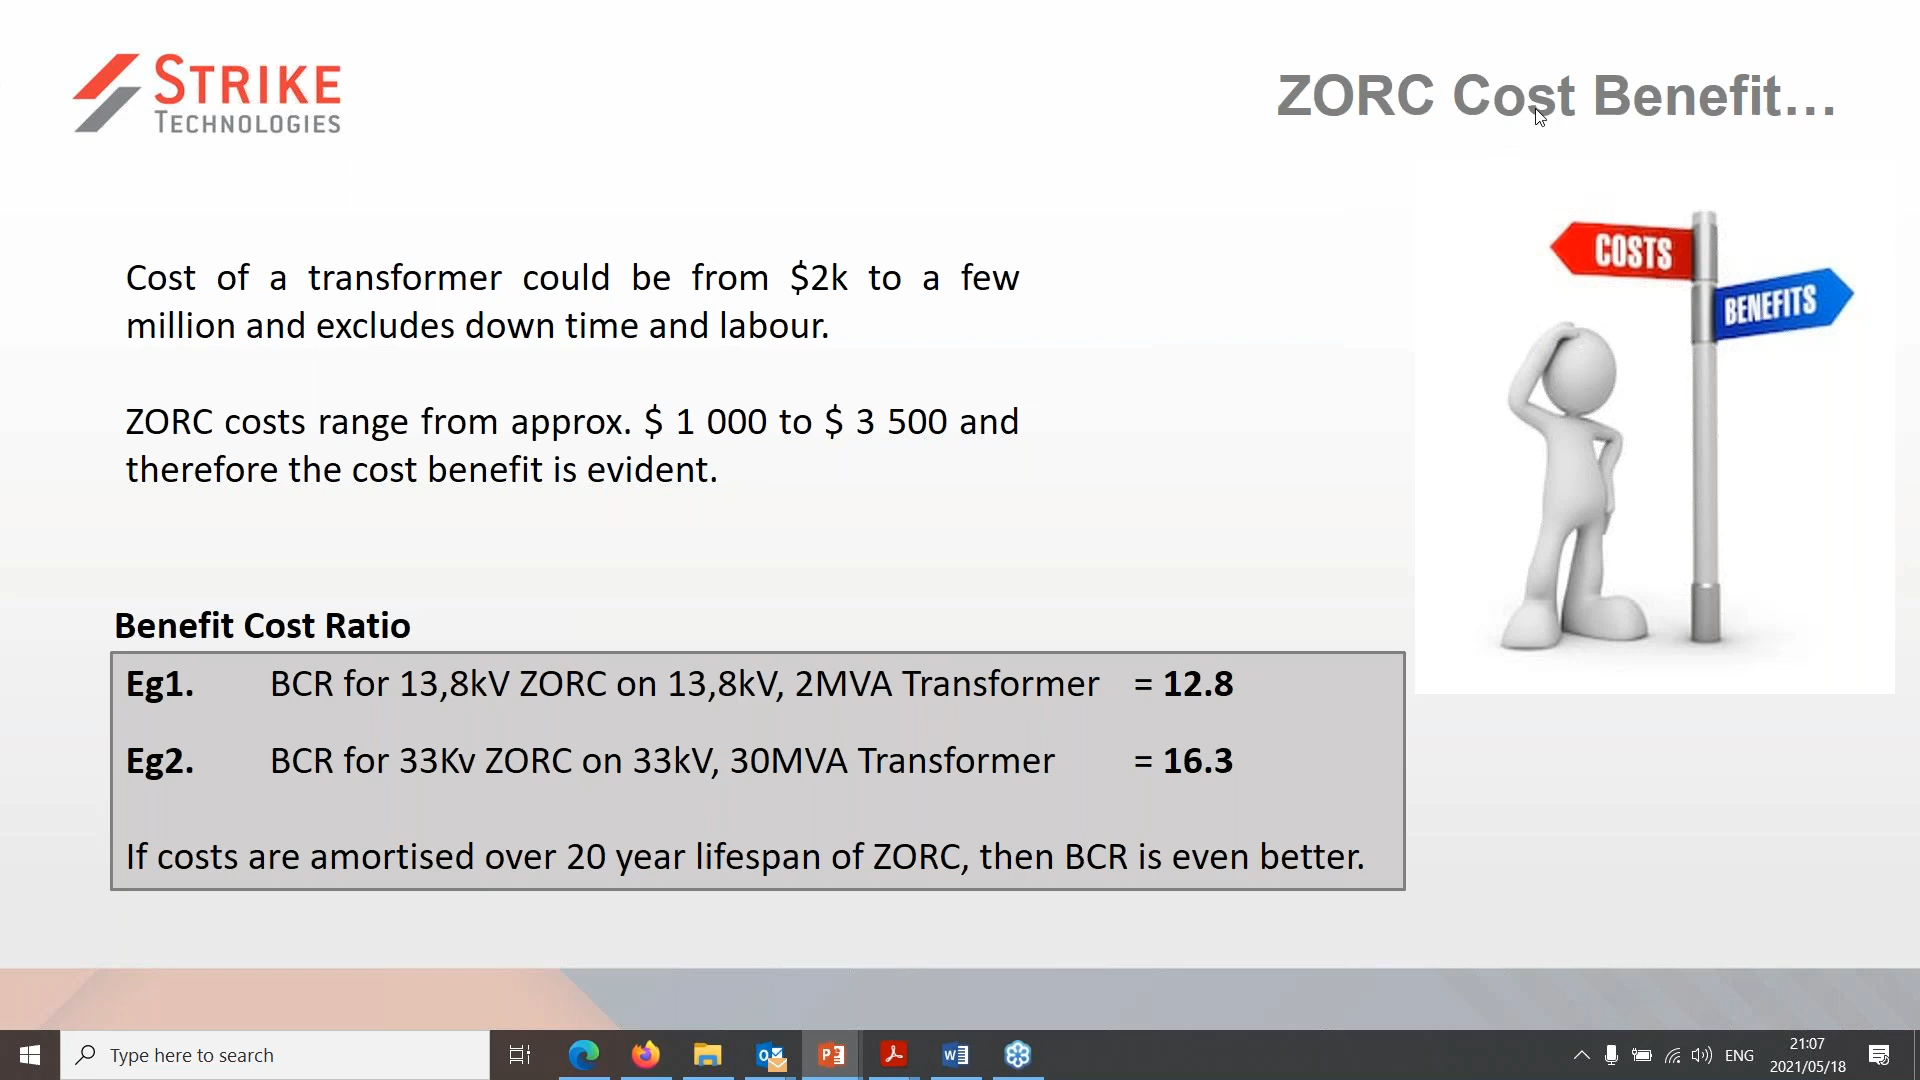 STRIKE
TECHNOLOGIES
ZORC Cost Benefit...
COSTS
BENEFITS
Cost of a transformer could be from $2k to a few
million and excludes down time and labour.
ZORC costs range from approx. $ 1 000 to $ 3 500 and
therefore the cost benefit is evident.
Benefit Cost Ratio
Eg1. BCR for 13,8kV ZORC on 13,8kV, 2MVA Transformer = 12.8
Eg2. BCR for 33Kv ZORC on 33kV, 30MVA Transformer = 16.3
If costs are amortised over 20 year lifespan of ZORC, then BCR is even better.
Type here to search
ENG
21:07
2021/05/18